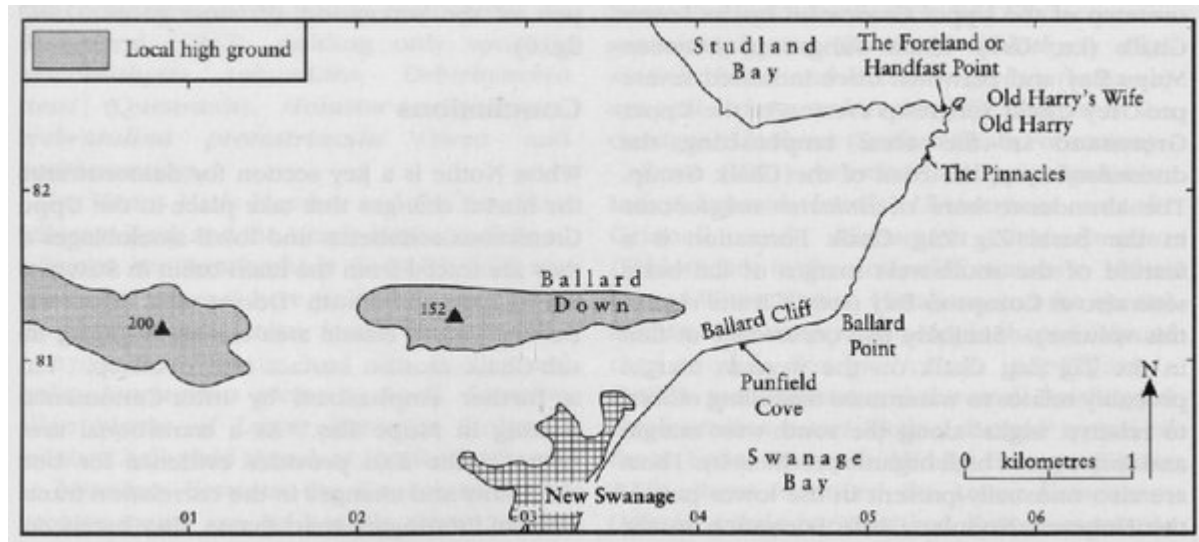 Local high ground
Studland
Bay
The Foreland or
Handfast Point
Old Harry's Wife
Old Harry
The Pinnacles
82
Ballard
Down
200
152
Ballard Cliff
Ballard
Point
81
Punfield
Cove
N
Swanage
Bay
0 kilometres 1
New Swanage
01
02
03
04
05
06